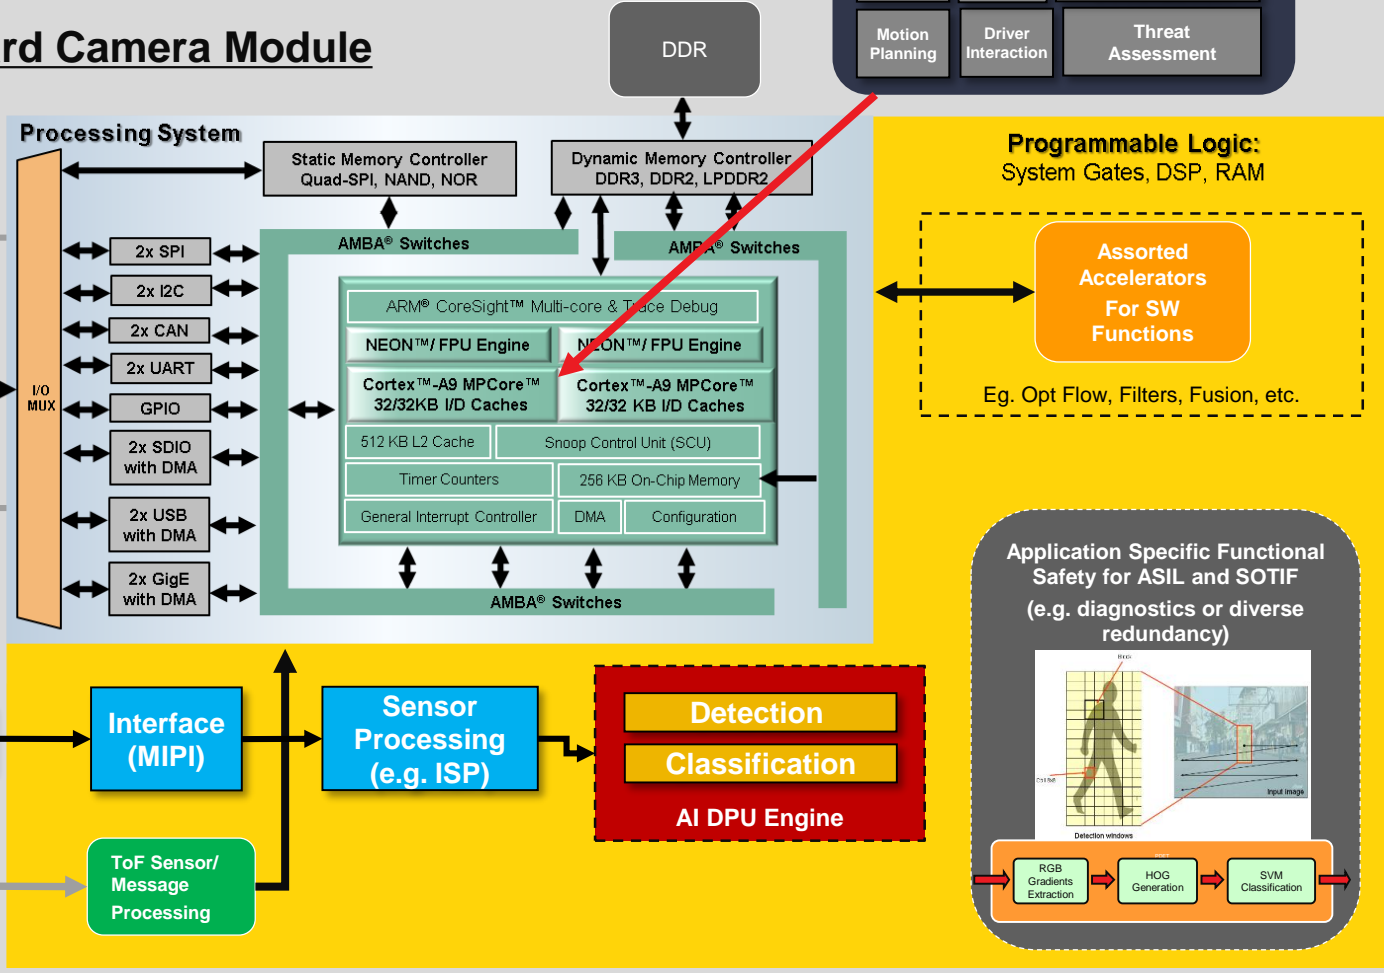 rd Camera Module
DDR
Motion
Planning
Driver
Interaction
Threat
Assessment
Processing System
Static Memory Controller
Quad-SPI, NAND, NOR
Dynamic Memory Controller
DDR3, DDR2, LPDDR2
Programmable Logic:
System Gates, DSP, RAM
I/O
MUX
2x SPI
2x I2C
2x CAN
2x UART
GPIO
2x SDIO
with DMA
2x USB
with DMA
2x GigE
with DMA
AMBA® Switches
AMBA® Switches
ARM® CoreSight™ Multi-core & Trace Debug
NEON™/ FPU Engine
NEON™/ FPU Engine
Cortex™-A9 MPCore™
32/32KB I/D Caches
Cortex™-A9 MPCore™
32/32 KB I/D Caches
512 KB L2 Cache
Snoop Control Unit (SCU)
Timer Counters
256 KB On-Chip Memory
General Interrupt Controller
DMA
Configuration
AMBA® Switches
Assorted
Accelerators
For SW
Functions
Eg. Opt Flow, Filters, Fusion, etc.
Application Specific Functional
Safety for ASIL and SOTIF
(e.g. diagnostics or diverse
redundancy)
Block
Input image
Detection windows
RGB
Gradients
Extraction
HOG
Generation
SVM
Classification
Interface
(MIPI)
Sensor
Processing
(e.g. ISP)
Detection
Classification
AI DPU Engine
ToF Sensor/
Message
Processing